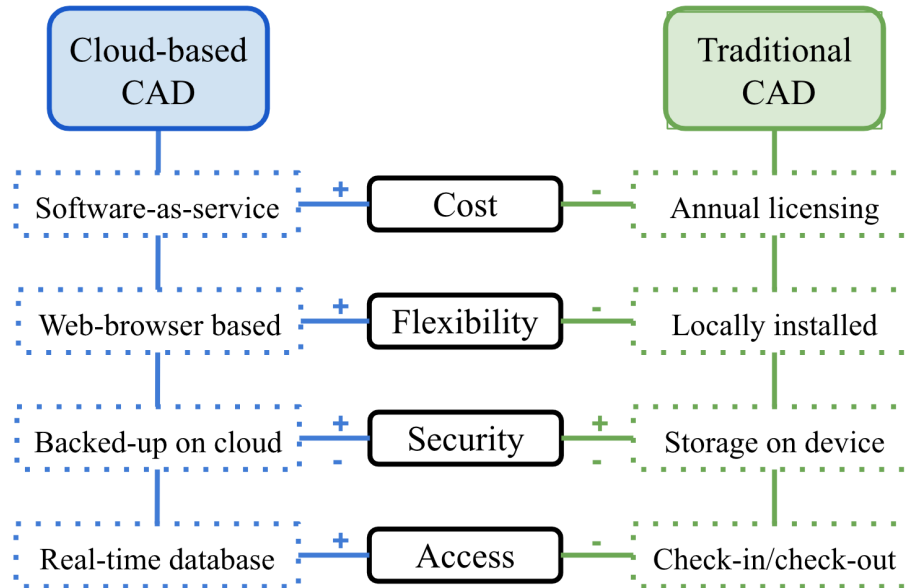 Cloud-based
CAD
Traditional
CAD
+
-
Software-as-service
Cost
Annual licensing
+
-
Web-browser based
Flexibility
Locally installed
+
+
Backed-up on cloud
Security
Storage on device
-
-
+
-
Real-time database
Access
Check-in/check-out